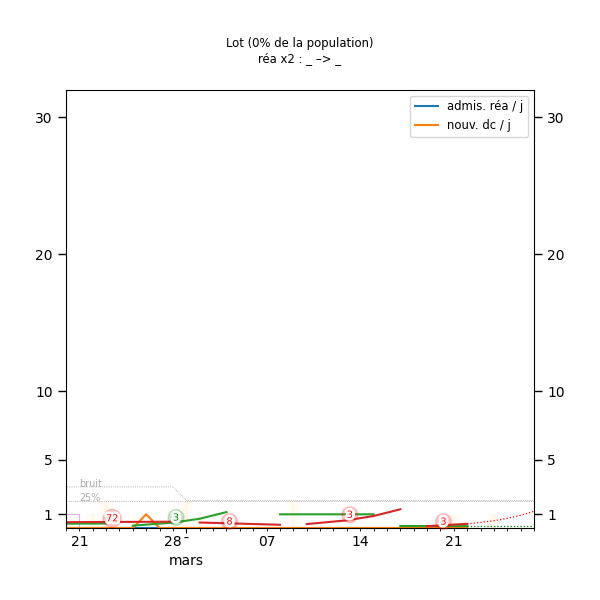 Lot (0% de la population)
réa x2 : _ –> _
admis. réa / j
nouv. dc / j
30 30
20 20
10 10
5 5
bruit
25%
1 1
72 3 8 3 3
21 28 - 07 14 21
mars